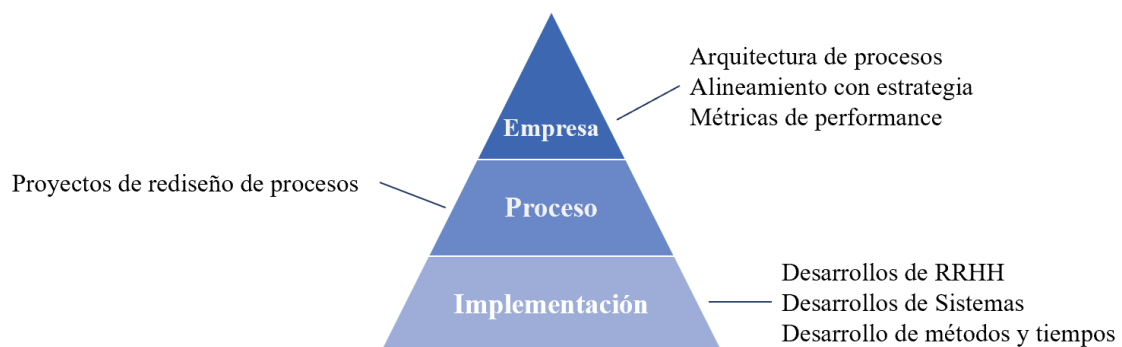 Arquitectura de procesos
Alineamiento con estrategia
Métricas de performance
Empresa
Proyectos de rediseño de procesos
Proceso
Desarrollos de RRHH
Implementación
Desarrollos de Sistemas
Desarrollo de métodos y tiempos